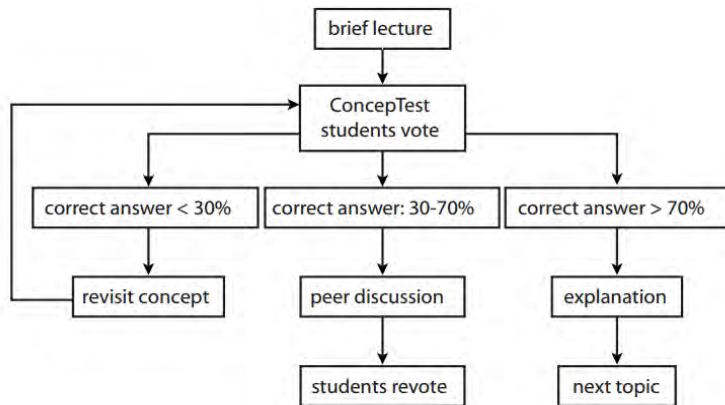 brief lecture
ConcepTest
students vote
correct answer < 30%
correct answer: 30-70%
correct answer > 70%
revisit concept
peer discussion
explanation
students revote
next topic